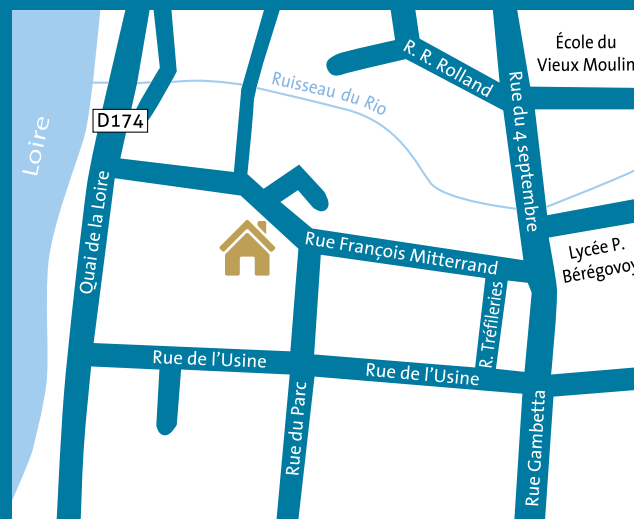 École du
Vieux Moulin
R. R. Rolland
Ruisseau du Rio
Rue du 4 septembre
D174
Loire
Quai de la Loire
Rue François Mitterrand
Lycée P.
Bérégovoy
R. Tréfileries
Rue de l'Usine
Rue de l'Usine
Rue du Parc
Rue Gambetta